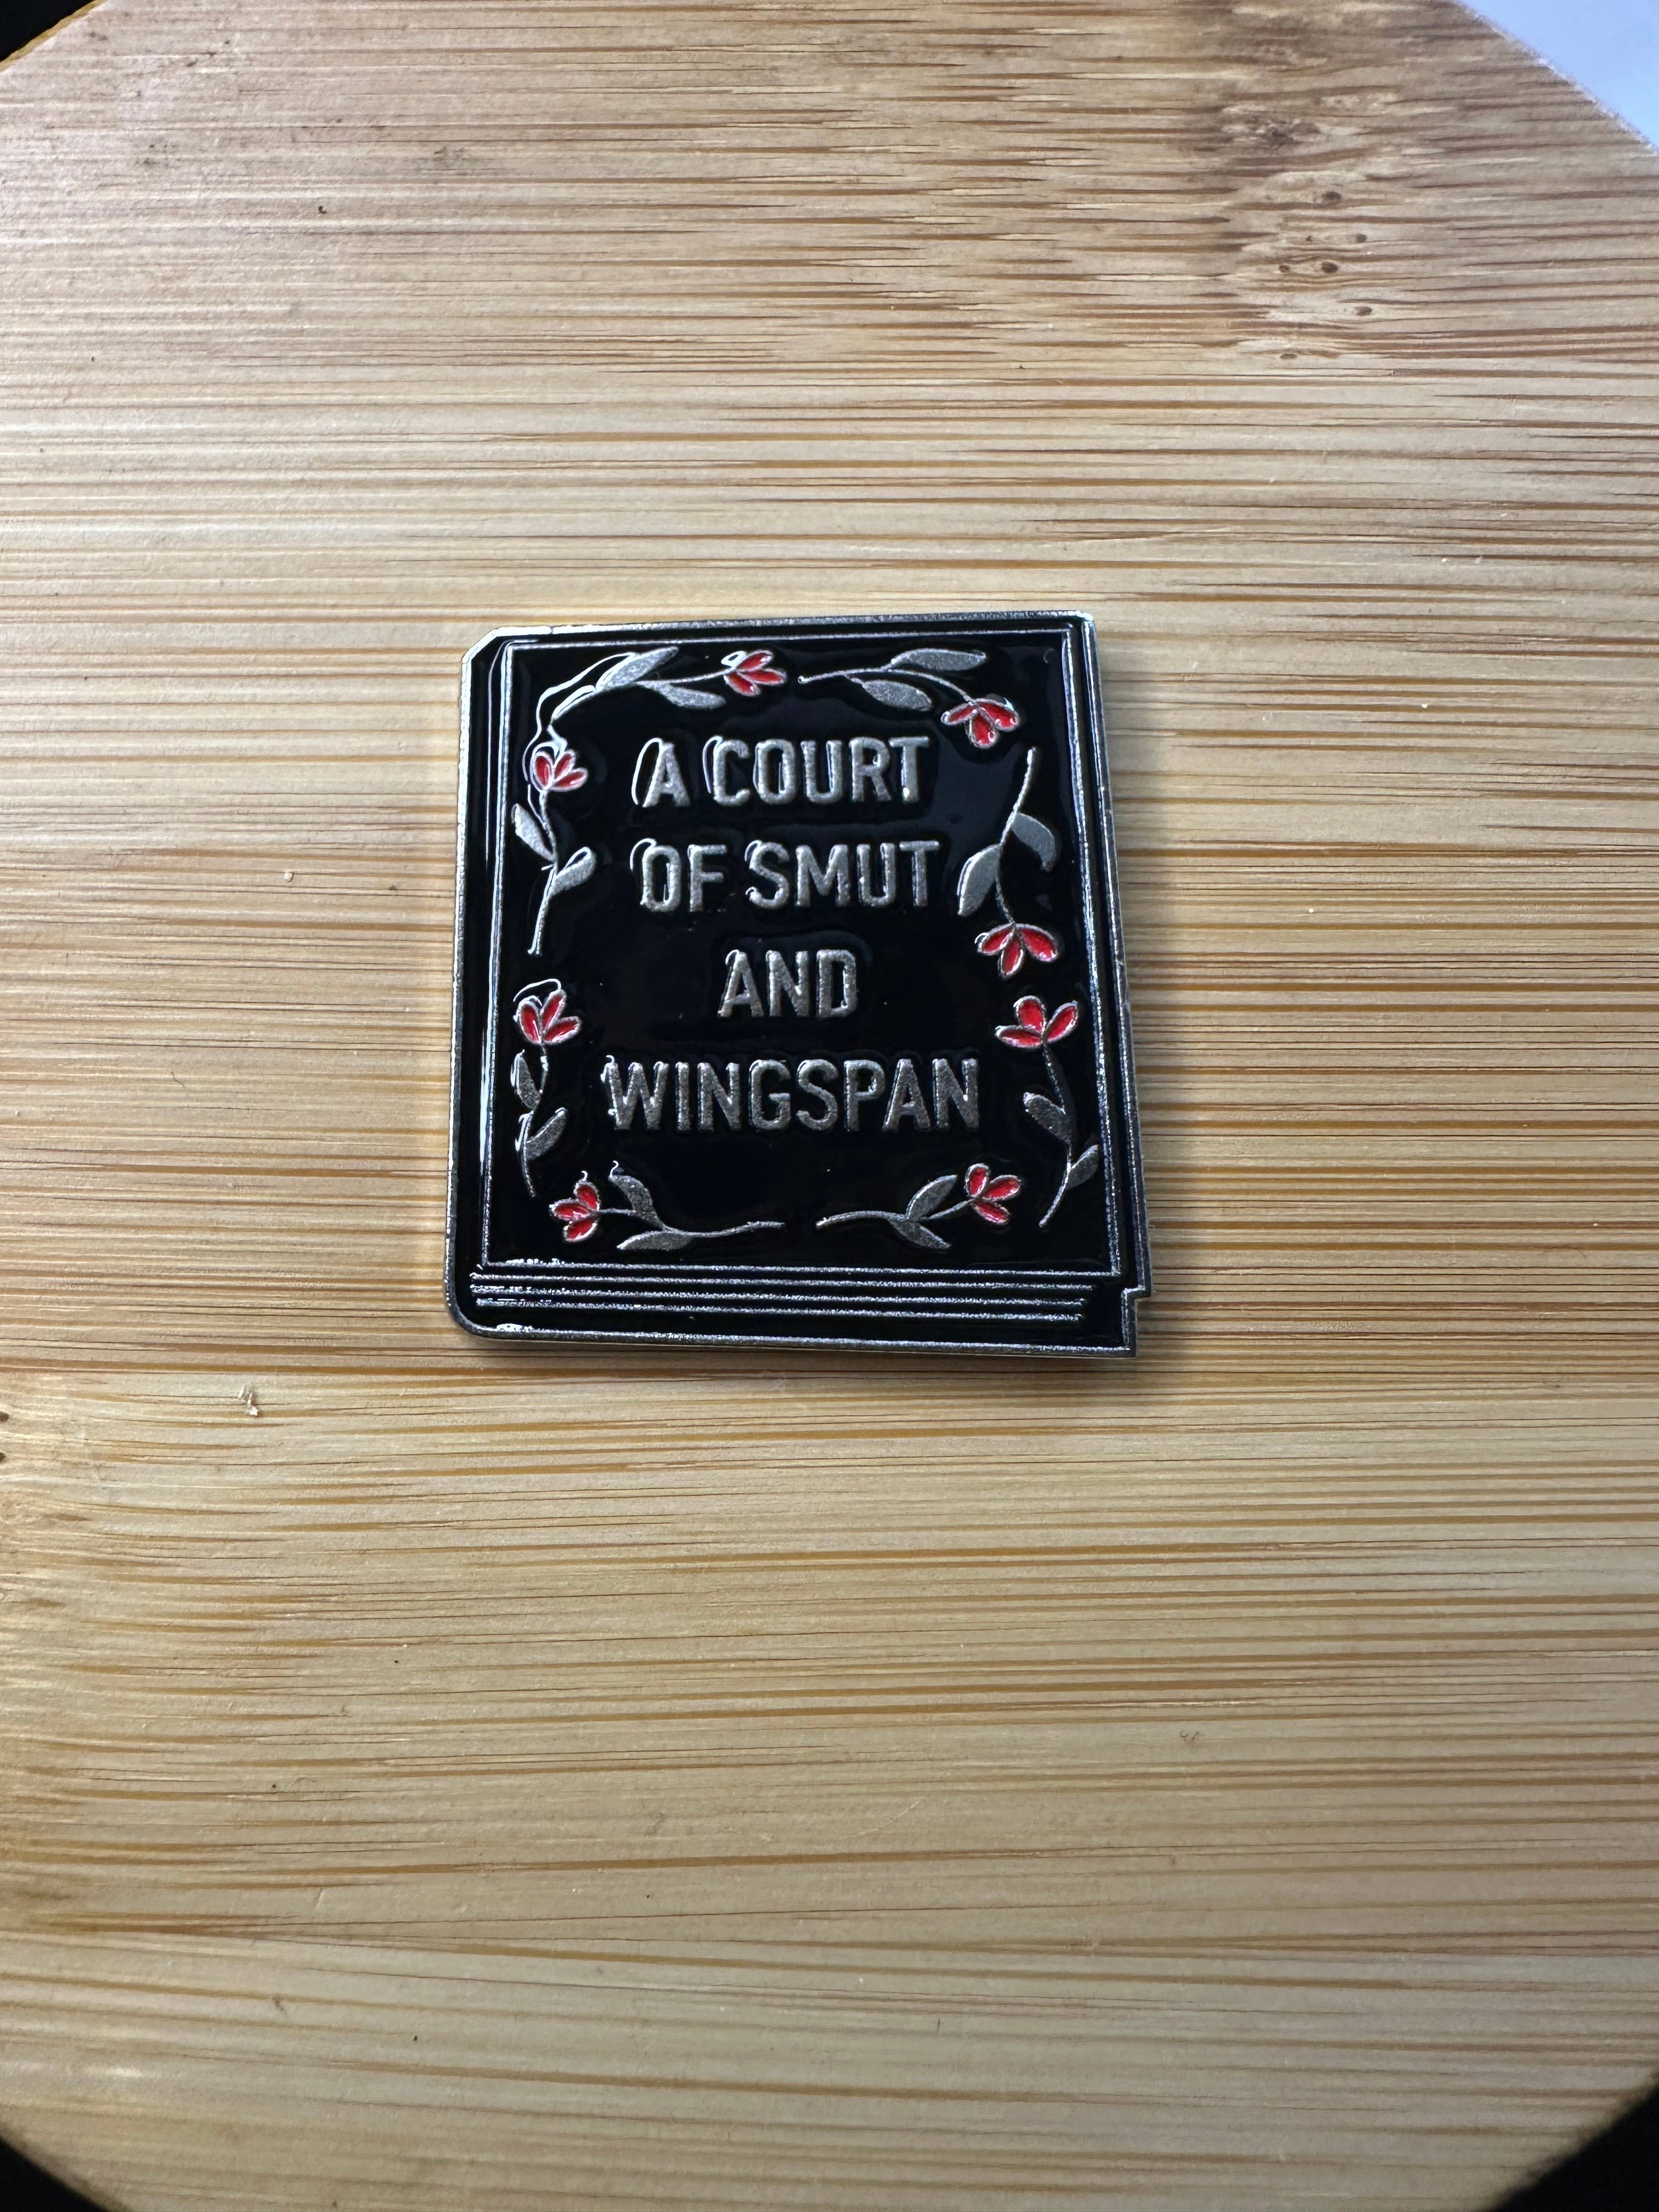 A COURT
OF SMUT
AND
WINGSPAN